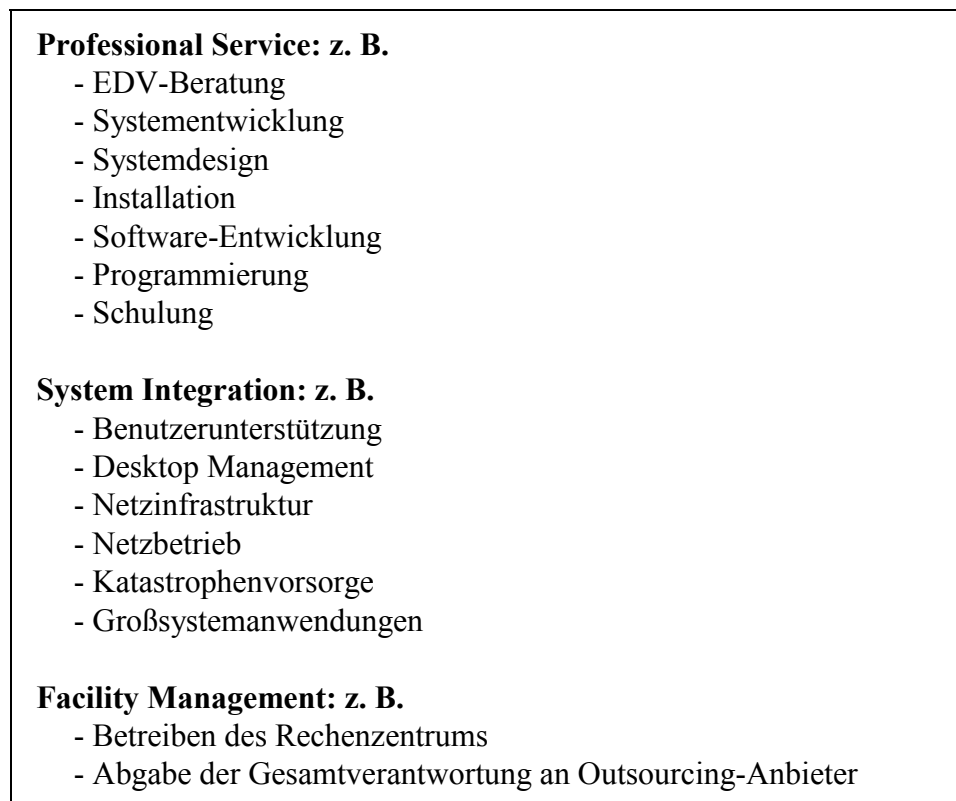 Professional Service: z. B.
- EDV-Beratung
- Systementwicklung
- Systemdesign
- Installation
- Software-Entwicklung
- Programmierung
- Schulung
System Integration: z. B.
- Benutzerunterstützung
- Desktop Management
- Netzinfrastruktur
- Netzbetrieb
- Katastrophenvorsorge
- Großsystemanwendungen
Facility Management: z. B.
- Betreiben des Rechenzentrums
- Abgabe der Gesamtverantwortung an Outsourcing-Anbieter